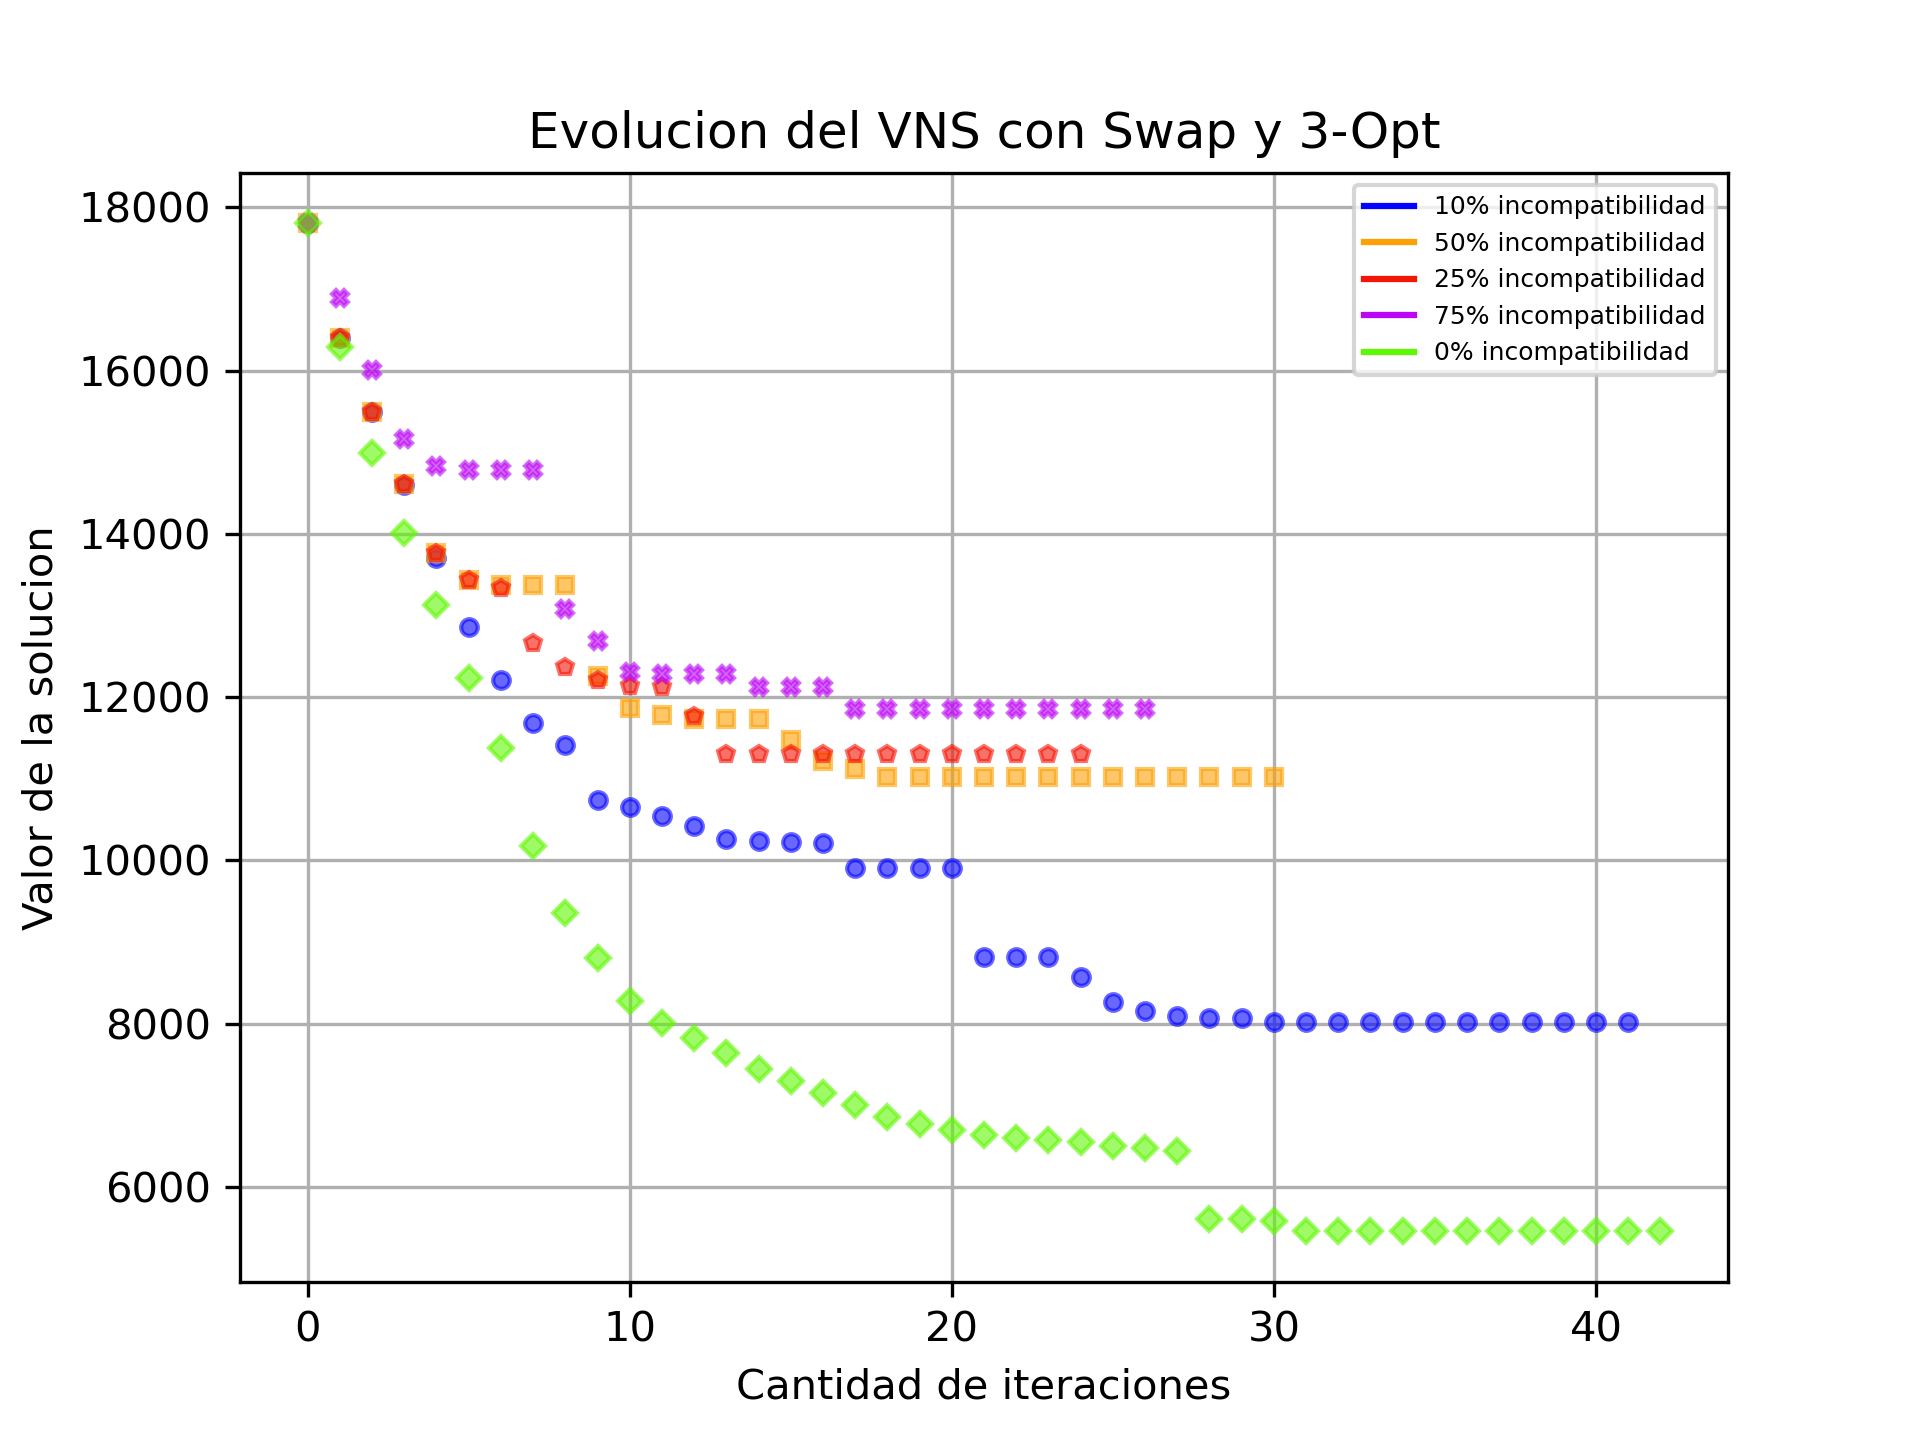 Evolucion del VNS con Swap y 3-Opt
18000
16000
14000
12000
10000
8000
6000
Valor de la solucion
10% incompatibilidad
50% incompatibilidad
25% incompatibilidad
75% incompatibilidad
0% incompatibilidad
0 10 20 30 40
Cantidad de iteraciones